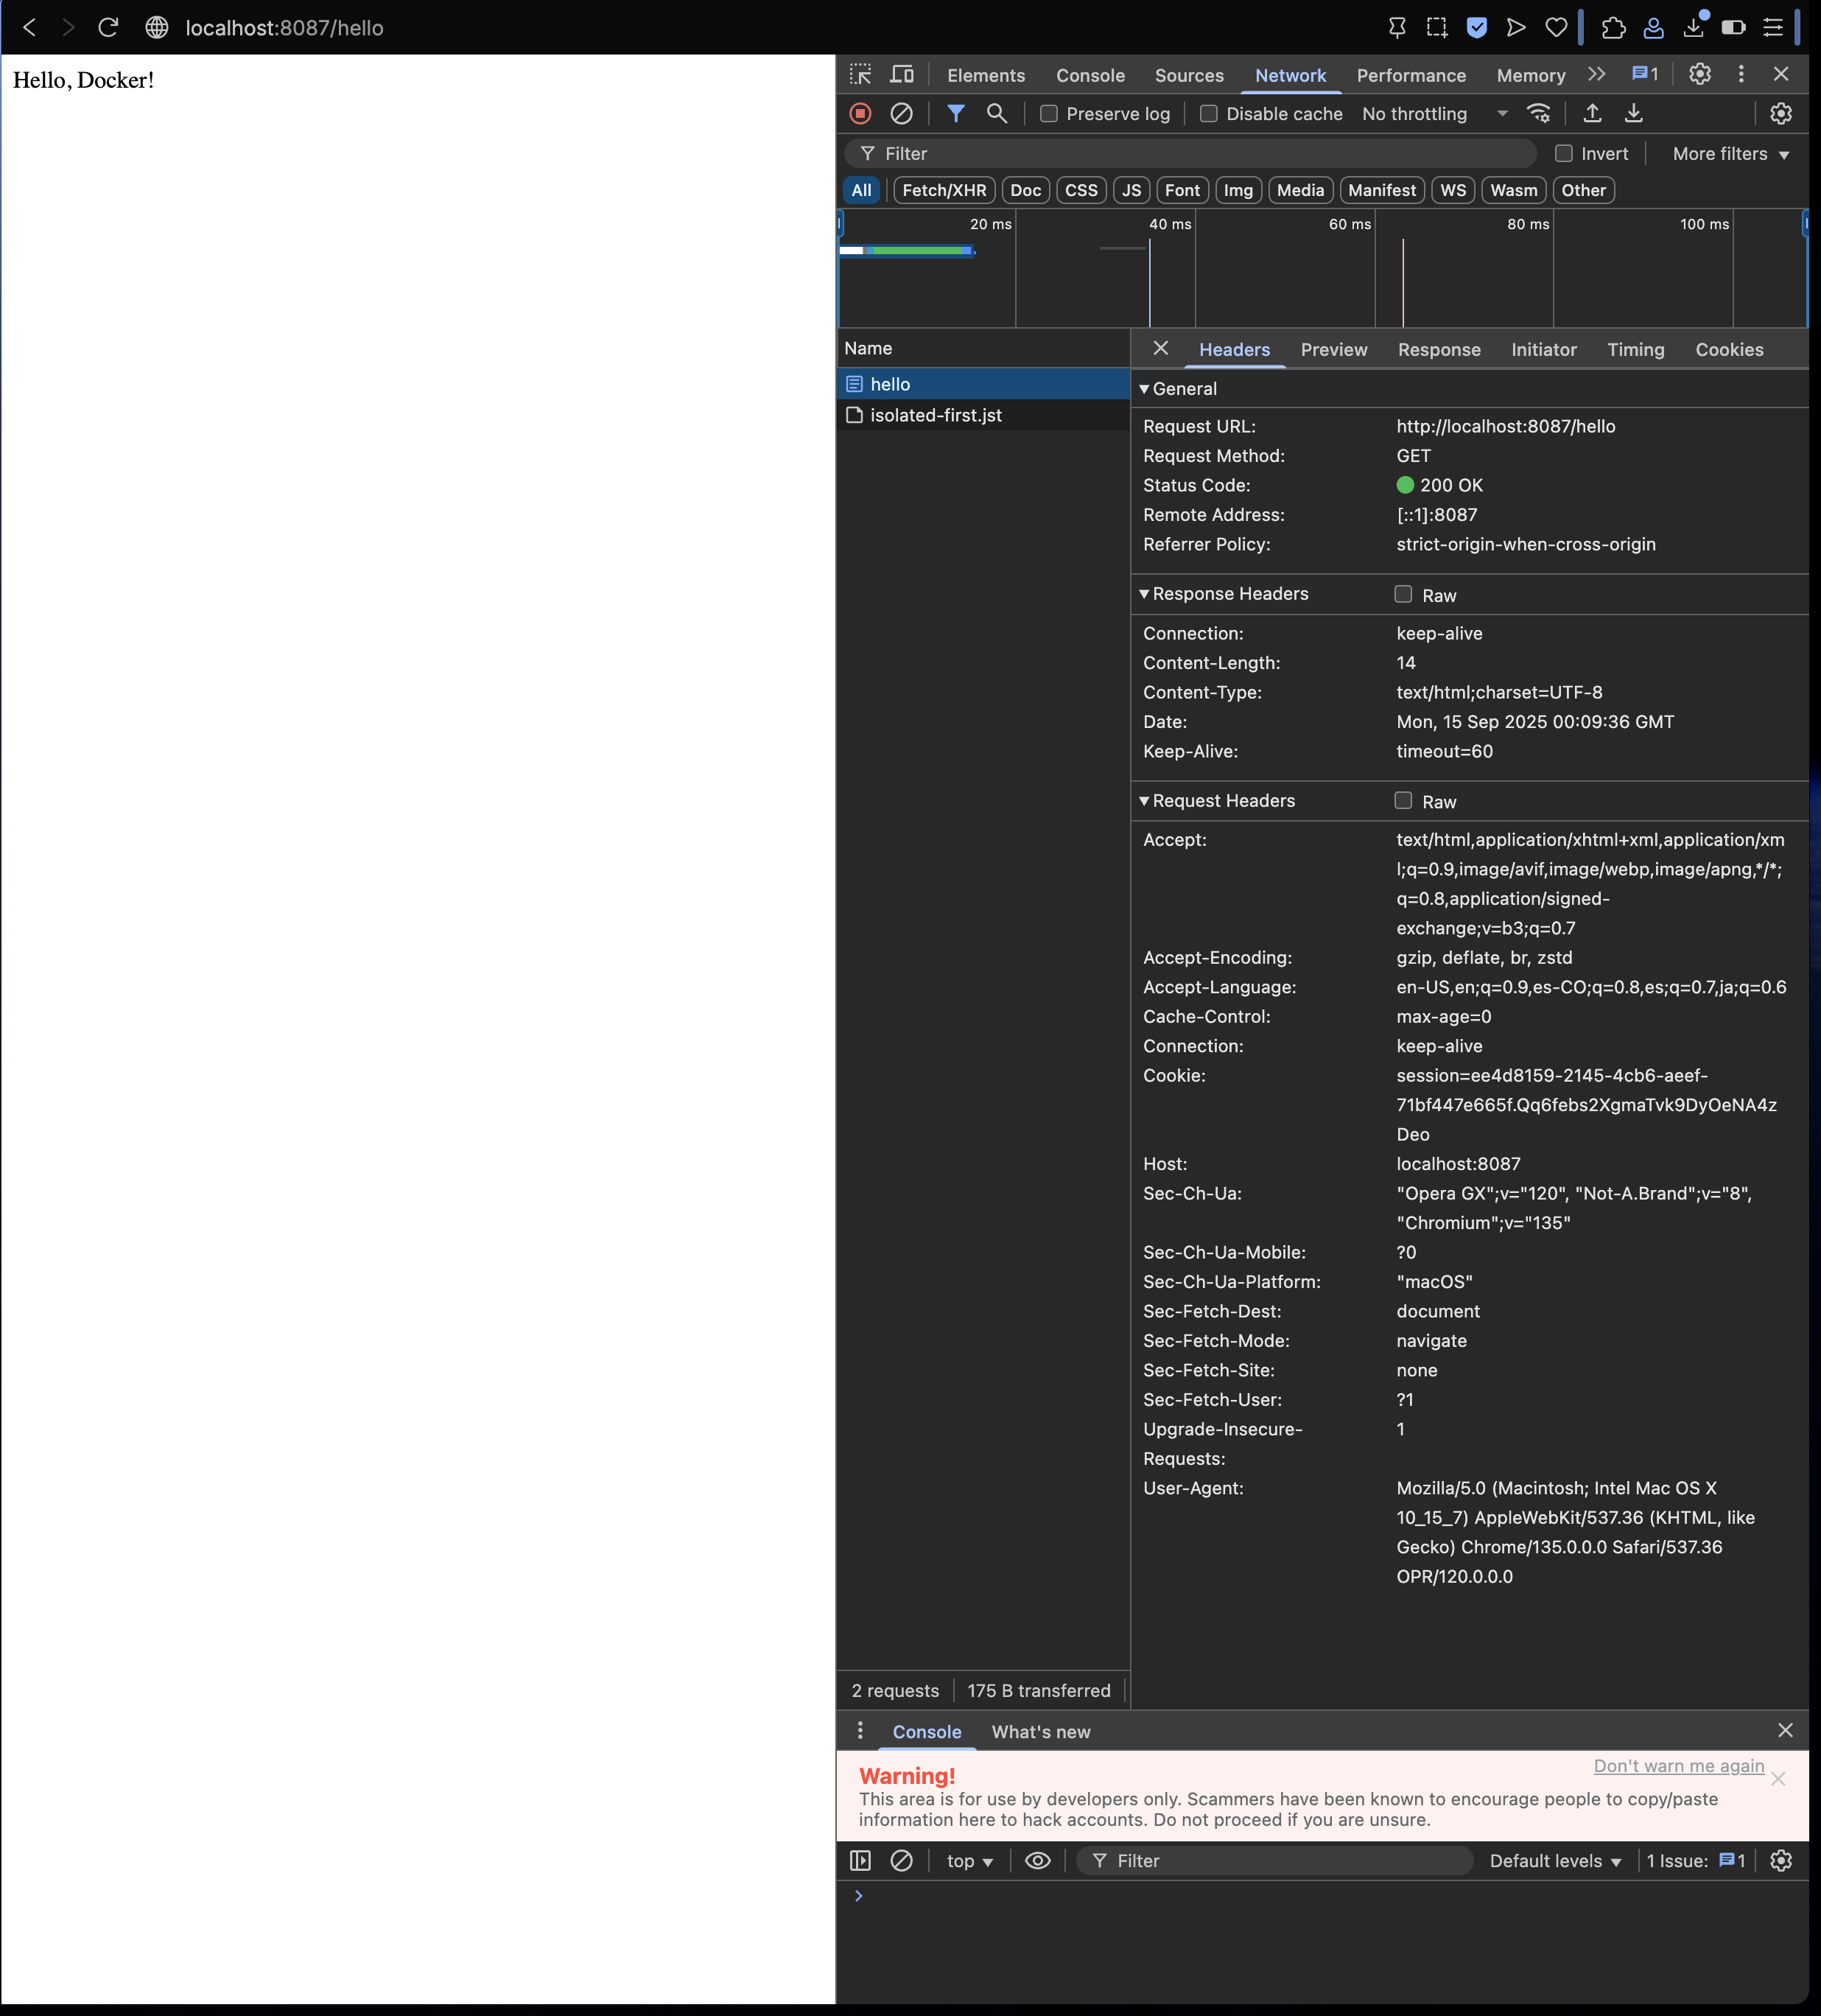 localhost:8087/hello
Hello, Docker!
Elements Console Sources Network Performance Memory 1
Preserve log Disable cache No throttling
Filter Invert More filters
All Fetch/XHR Doc CSS JS Font Img Media Manifest WS Wasm Other
20 ms 40 ms 60 ms 80 ms 100 ms
Name
hello
isolated-first.jst
Headers Preview Response Initiator Timing Cookies
General
Request URL: http://localhost:8087/hello
Request Method: GET
Status Code: 200 OK
Remote Address: [::1]:8087
Referrer Policy: strict-origin-when-cross-origin
Response Headers Raw
Connection: keep-alive
Content-Length: 14
Content-Type: text/html;charset=UTF-8
Date: Mon, 15 Sep 2025 00:09:36 GMT
Keep-Alive: timeout=60
Request Headers Raw
Accept: text/html,application/xhtml+xml,application/xm
l;q=0.9,image/avif,image/webp,image/apng,*/*;
q=0.8,application/signed-
exchange;v=b3;q=0.7
Accept-Encoding: gzip, deflate, br, zstd
Accept-Language: en-US,en;q=0.9,es-CO;q=0.8,es;q=0.7,ja;q=0.6
Cache-Control: max-age=0
Connection: keep-alive
Cookie: session=ee4d8159-2145-4cb6-aeef-
71bf447e665f.Qq6febs2XgmaTvk9DyOeNA4z
Deo
Host: localhost:8087
Sec-Ch-Ua: "Opera GX";v="120", "Not-A.Brand";v="8",
"Chromium";v="135"
Sec-Ch-Ua-Mobile: ?0
Sec-Ch-Ua-Platform: "macOS"
Sec-Fetch-Dest: document
Sec-Fetch-Mode: navigate
Sec-Fetch-Site: none
Sec-Fetch-User: ?1
Upgrade-Insecure- 1
Requests:
User-Agent: Mozilla/5.0 (Macintosh; Intel Mac OS X
10_15_7) AppleWebKit/537.36 (KHTML, like
Gecko) Chrome/135.0.0.0 Safari/537.36
OPR/120.0.0.0
2 requests 175 B transferred
Console What's new
Don't warn me again
Warning!
This area is for use by developers only. Scammers have been known to encourage people to copy/paste
information here to hack accounts. Do not proceed if you are unsure.
top Filter Default levels 1 Issue: 1